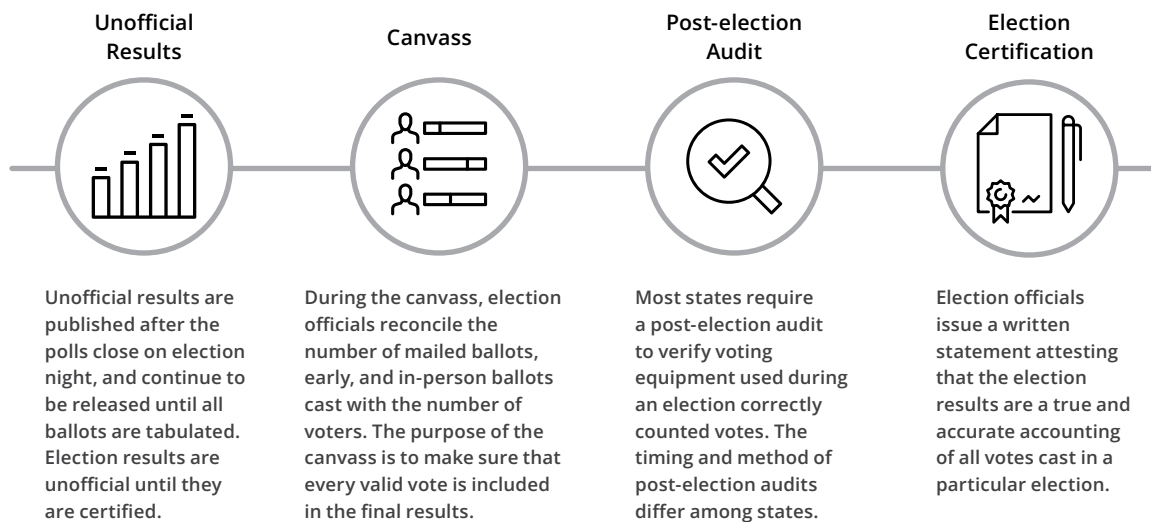 Unofficial
Results
Canvass
Post-election
Audit
Election
Certification
Unofficial results are
published after the
polls close on election
night, and continue to
be released until all
ballots are tabulated.
Election results are
unofficial until they
are certified.
During the canvass, election
officials reconcile the
number of mailed ballots,
early, and in-person ballots
cast with the number of
voters. The purpose of the
canvass is to make sure that
every valid vote is included
in the final results.
Most states require
a post-election audit
to verify voting
equipment used during
an election correctly
counted votes. The
timing and method of
post-election audits
differ among states.
Election officials
issue a written
statement attesting
that the election
results are a true and
accurate accounting
of all votes cast in a
particular election.